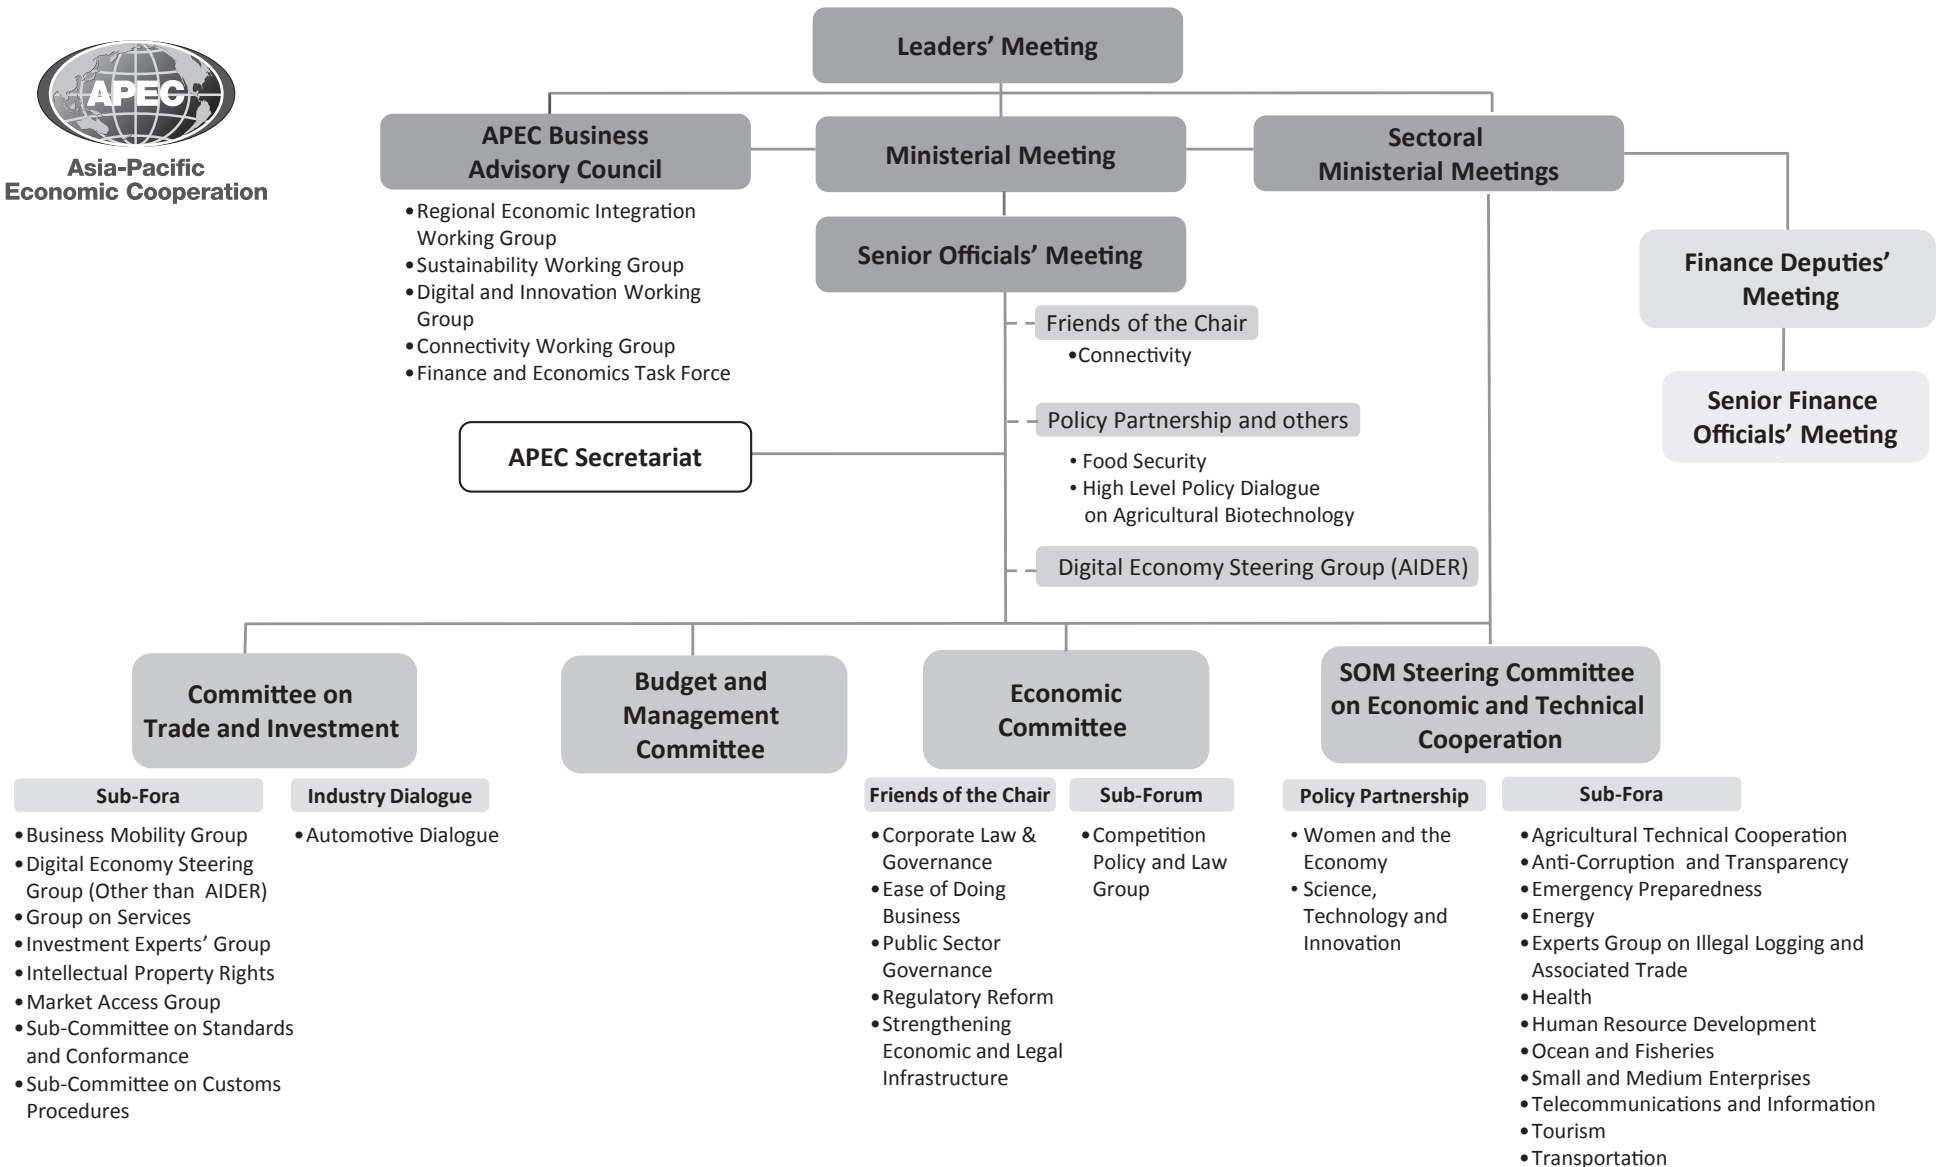 Leaders' Meeting
APEC
Asia-Pacific
Economic Cooperation
APEC Business
Advisory Council
Ministerial Meeting
Sectoral
Ministerial Meetings
•Regional Economic Integration
Working Group
•Sustainability Working Group
•Digital and Innovation Working
Group
•Connectivity Working Group
•Finance and Economics Task Force
Senior Officials' Meeting
Finance Deputies'
Meeting
Friends of the Chair
•Connectivity
Senior Finance
Officials' Meeting
Policy Partnership and others
• Food Security
• High Level Policy Dialogue
on Agricultural Biotechnology
APEC Secretariat
Digital Economy Steering Group (AIDER)
Committee on
Trade and Investment
Budget and
Management
Committee
Economic
Committee
SOM Steering Committee
on Economic and Technical
Cooperation
Sub-Fora
•Business Mobility Group
•Digital Economy Steering
Group (Other than AIDER)
•Group on Services
•Investment Experts' Group
•Intellectual Property Rights
•Market Access Group
•Sub-Committee on Standards
and Conformance
•Sub-Committee on Customs
Procedures
Industry Dialogue
•Automotive Dialogue
Friends of the Chair
•Corporate Law &
Governance
•Ease of Doing
Business
•Public Sector
Governance
•Regulatory Reform
•Strengthening
Economic and Legal
Infrastructure
Sub-Forum
•Competition
Policy and Law
Group
Policy Partnership
• Women and the
Economy
• Science,
Technology and
Innovation
Sub-Fora
•Agricultural Technical Cooperation
•Anti-Corruption and Transparency
•Emergency Preparedness
•Energy
•Experts Group on Illegal Logging and
Associated Trade
•Health
•Human Resource Development
•Ocean and Fisheries
•Small and Medium Enterprises
•Telecommunications and Information
•Tourism
•Transportation